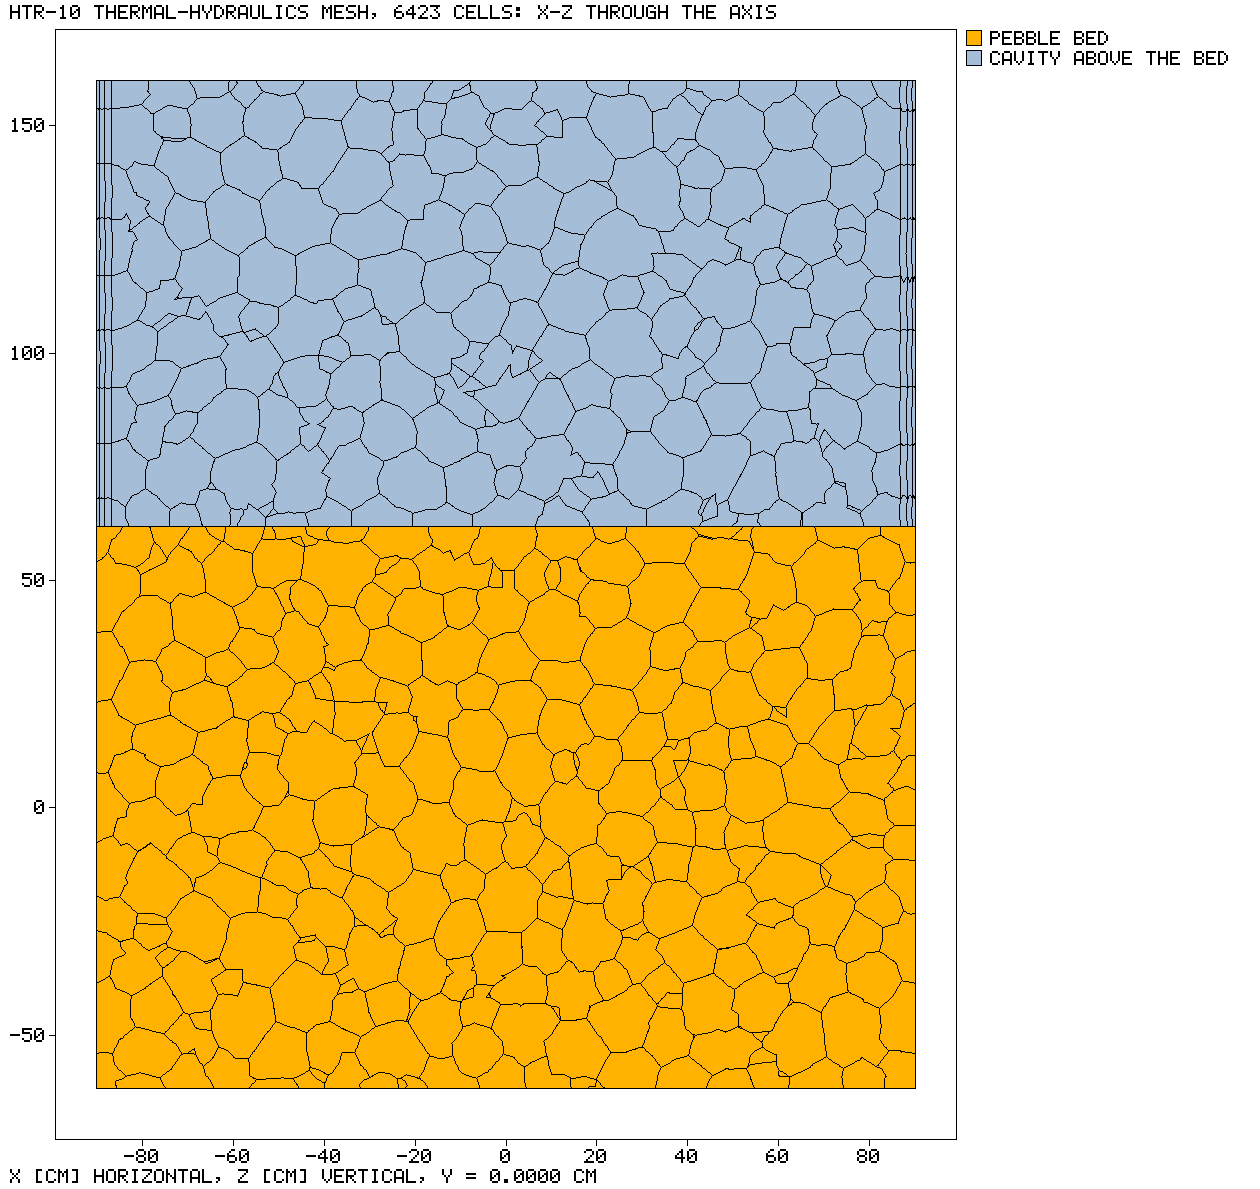 HTR-10 THERMAL-HYDRAULICS MESH, 6423 CELLS: X-Z THROUGH THE AXIS
PEBBLE BED
CAVITY ABOVE THE BED
150
100
50
0
-50
-80 -60 -40 -20 0 20 40 60 80
X [CM] HORIZONTAL, Z [CM] VERTICAL, Y = 0.0000 CM